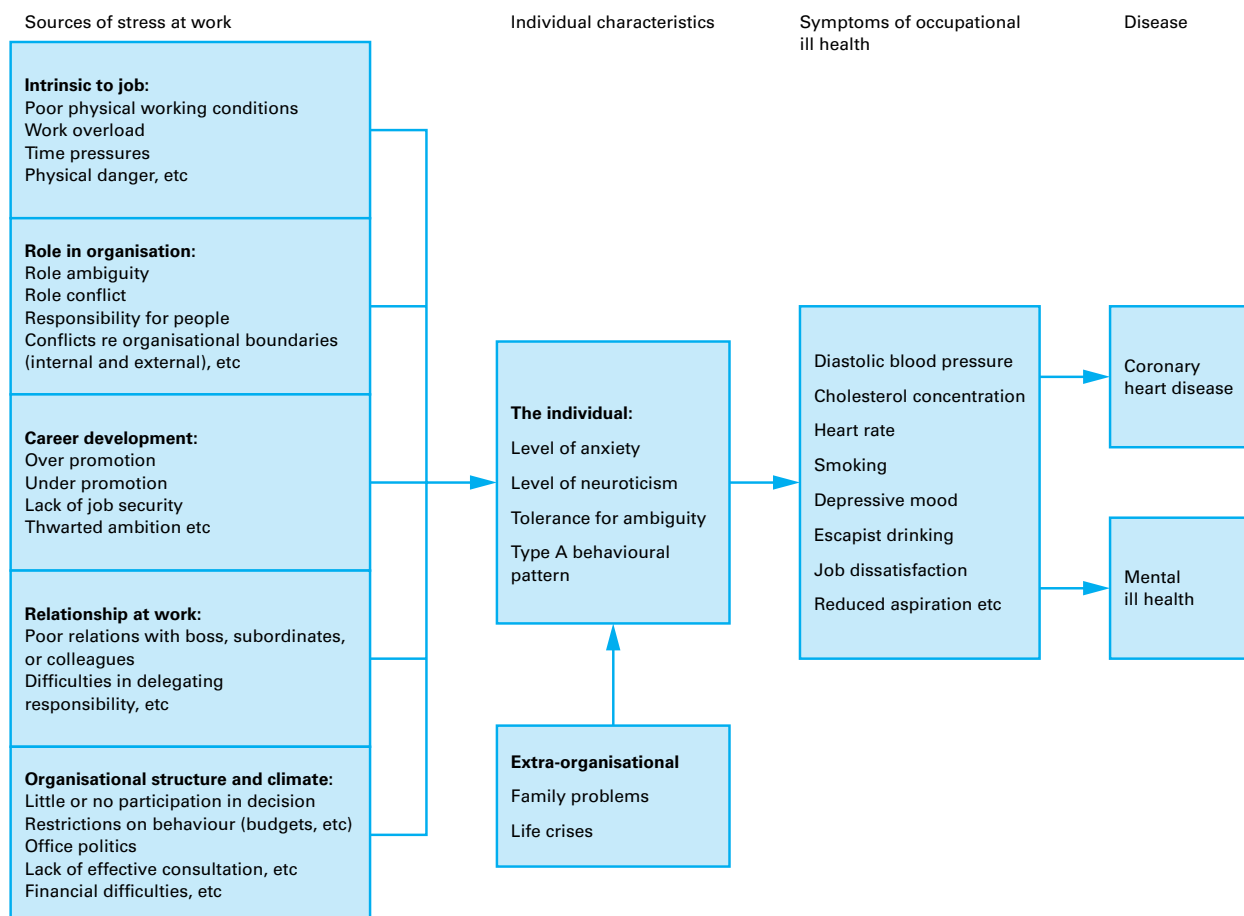 Sources of stress at work
Individual characteristics
Symptoms of occupational
ill health
Disease
Intrinsic to job:
Poor physical working conditions
Work overload
Time pressures
Physical danger, etc
Role in organisation:
Role ambiguity
Role conflict
Responsibility for people
Conflicts re organisational boundaries
(internal and external), etc
Career development:
Over promotion
Under promotion
Lack of job security
Thwarted ambition etc
Relationship at work:
Poor relations with boss, subordinates,
or colleagues
Difficulties in delegating
responsibility, etc
Organisational structure and climate:
Little or no participation in decision
Restrictions on behaviour (budgets, etc)
Office politics
Lack of effective consultation, etc
Financial difficulties, etc
The individual:
Level of anxiety
Level of neuroticism
Tolerance for ambiguity
Type A behavioural
pattern
Extra-organisational
Family problems
Life crises
Diastolic blood pressure
Cholesterol concentration
Heart rate
Smoking
Depressive mood
Escapist drinking
Job dissatisfaction
Reduced aspiration etc
Coronary
heart disease
Mental
ill health